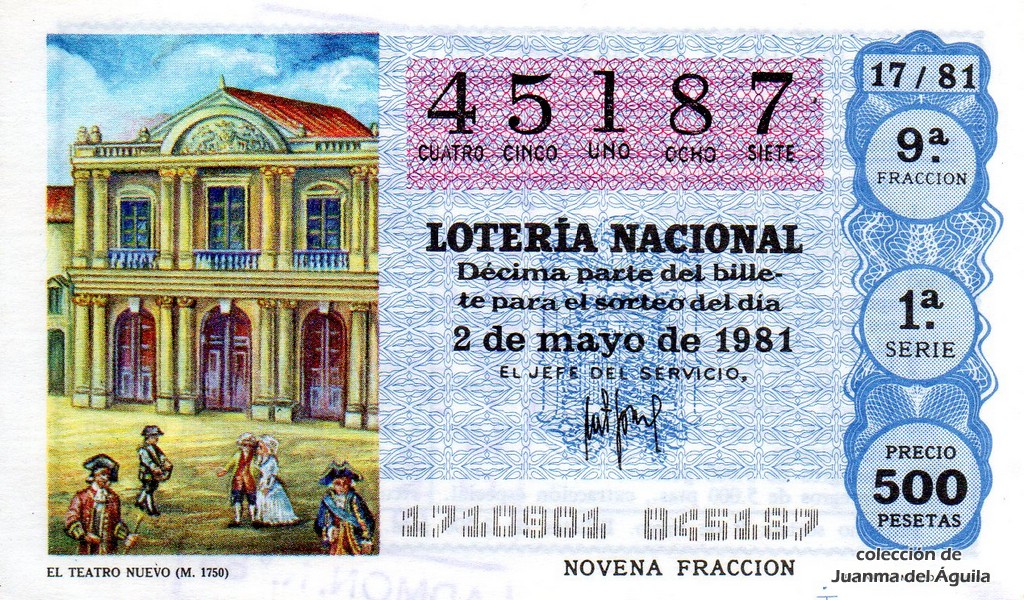 45187
CUATRO CINCO UNO OCHO SIETE
LOTERÍA NACIONAL
Décima parte del bille-
te para el sorteo del día
2 de mayo de 1981
EL JEFE DEL SERVICIO,
1710901 045187
NOVENA FRACCION
EL TEATRO NUEVO (M. 1750)
17 / 81
9ª.
FRACCION
1ª.
SERIE
PRECIO
500
PESETAS
colección de
Juanma del Águila